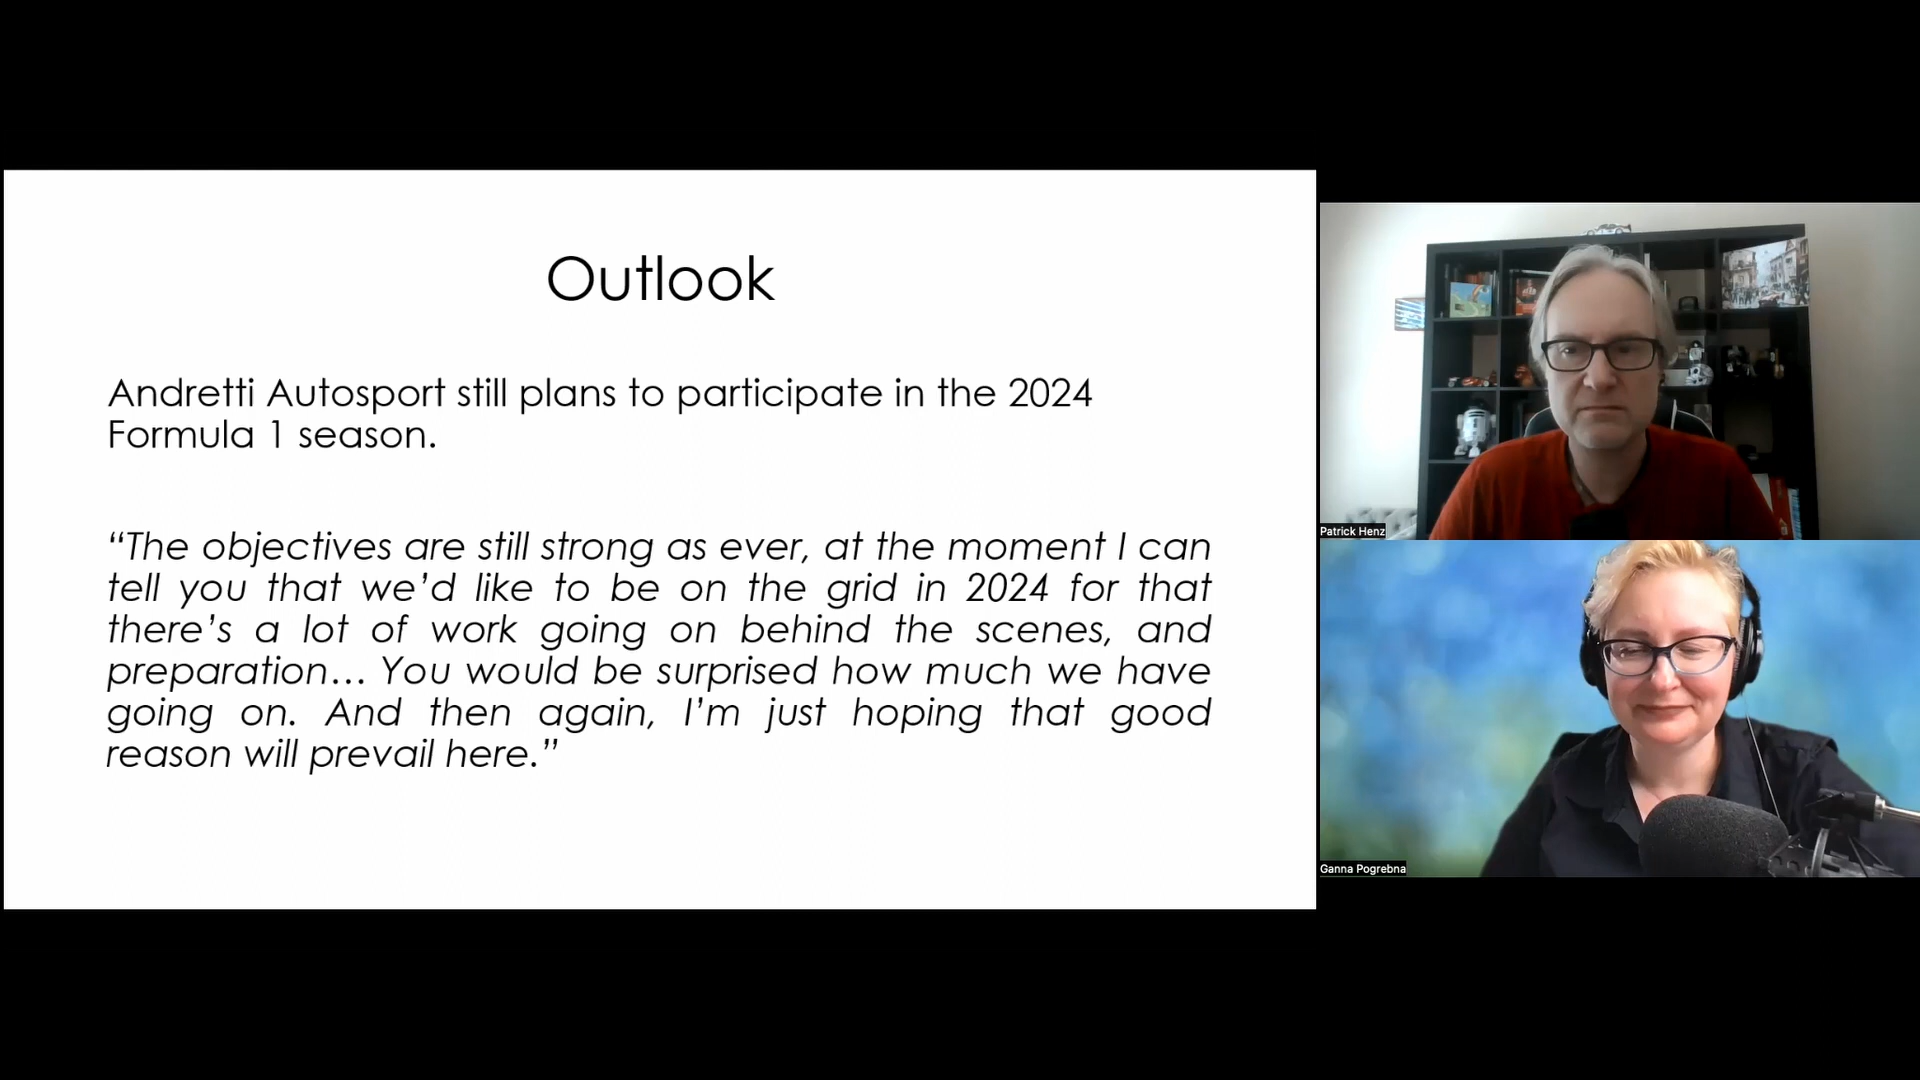 Outlook
Andretti Autosport still plans to participate in the 2024
Formula 1 season.
“The objectives are still strong as ever, at the moment I can
tell you that we’d like to be on the grid in 2024 for that
there’s a lot of work going on behind the scenes, and
preparation… You would be surprised how much we have
going on. And then again, I’m just hoping that good
reason will prevail here.”
Patrick Henz
Ganna Pogrebna